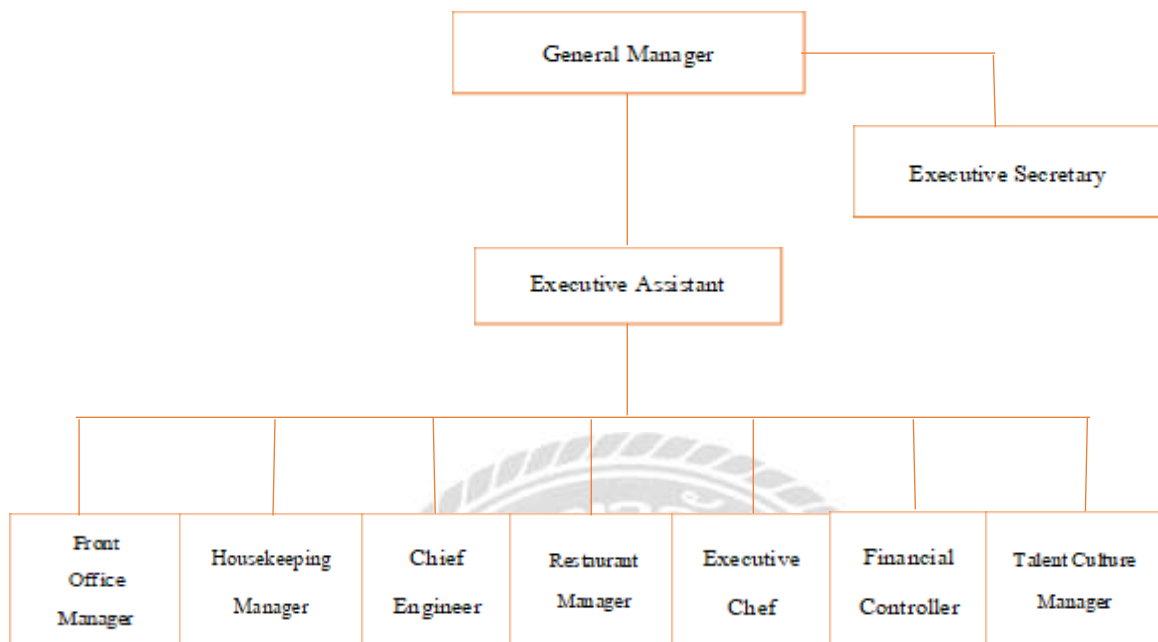 General Manager
Executive Secretary
Executive Assistant
Front
Office
Manager
Housekeeping
Manager
Chief
Engineer
Restaurant
Manager
Executive
Chef
Financial
Controller
Talent Culture
Manager